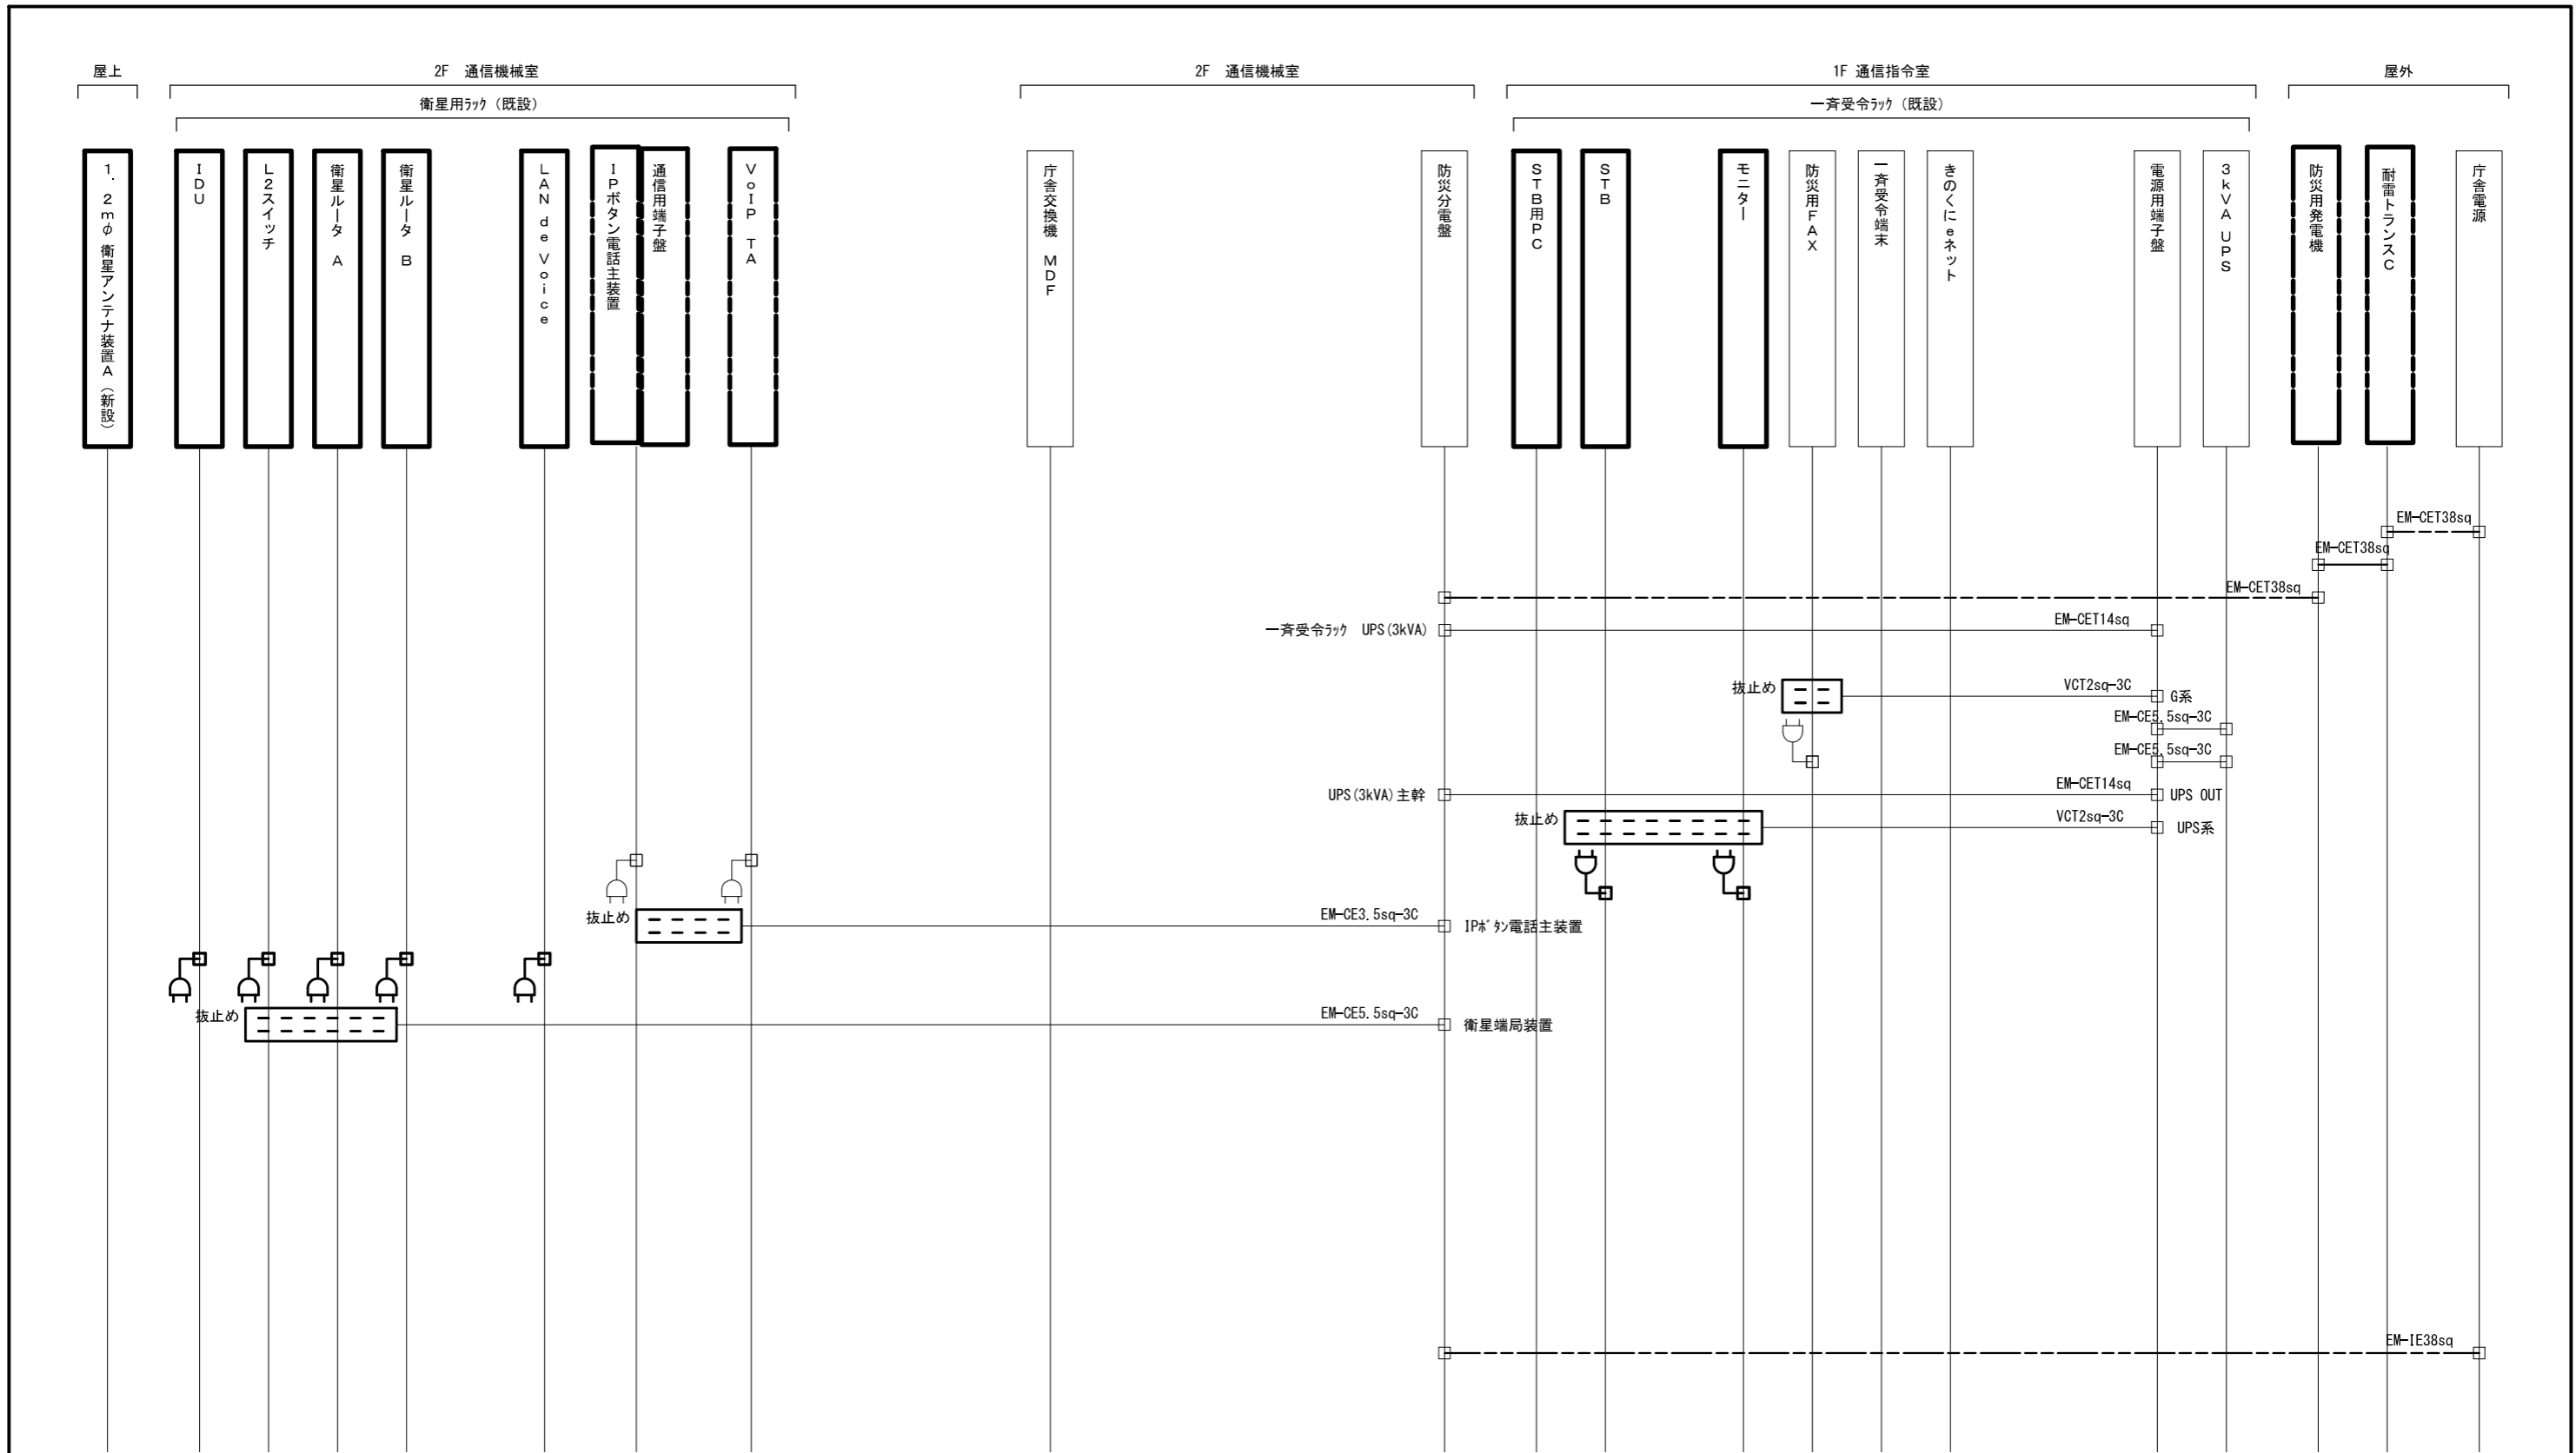 屋上
2F 通信機械室
2F 通信機械室
1F 通信指令室
屋外
衛星用ﾗｯｸ（既設）
一斉受令ﾗｯｸ（既設）
１．２ｍφ 衛星アンテナ装置Ａ（新設）
ＩＤＵ
Ｌ２スイッチ
衛星ルータ Ａ
衛星ルータ Ｂ
ＬＡＮ ｄｅ Ｖｏｉｃｅ
ＩＰボタン電話主装置
通信用端子盤
ＶｏＩＰ ＴＡ
庁舎交換機 ＭＤＦ
防災分電盤
ＳＴＢ用ＰＣ
ＳＴＢ
モニター
防災用ＦＡＸ
一斉受令端末
きのくにｅネット
電源用端子盤
３ｋＶＡ ＵＰＳ
防災用発電機
耐雷トランスＣ
庁舎電源
EM-CET38sq
EM-CET38sq
EM-CET38sq
一斉受令ﾗｯｸ UPS(3kVA)
EM-CET14sq
抜止め
VCT2sq-3C
G系
EM-CE5.5sq-3C
EM-CE5.5sq-3C
UPS(3kVA)主幹
EM-CET14sq
UPS OUT
抜止め
VCT2sq-3C
UPS系
抜止め
EM-CE3.5sq-3C
IPﾎﾞﾀﾝ電話主装置
抜止め
EM-CE5.5sq-3C
衛星端局装置
EM-IE38sq